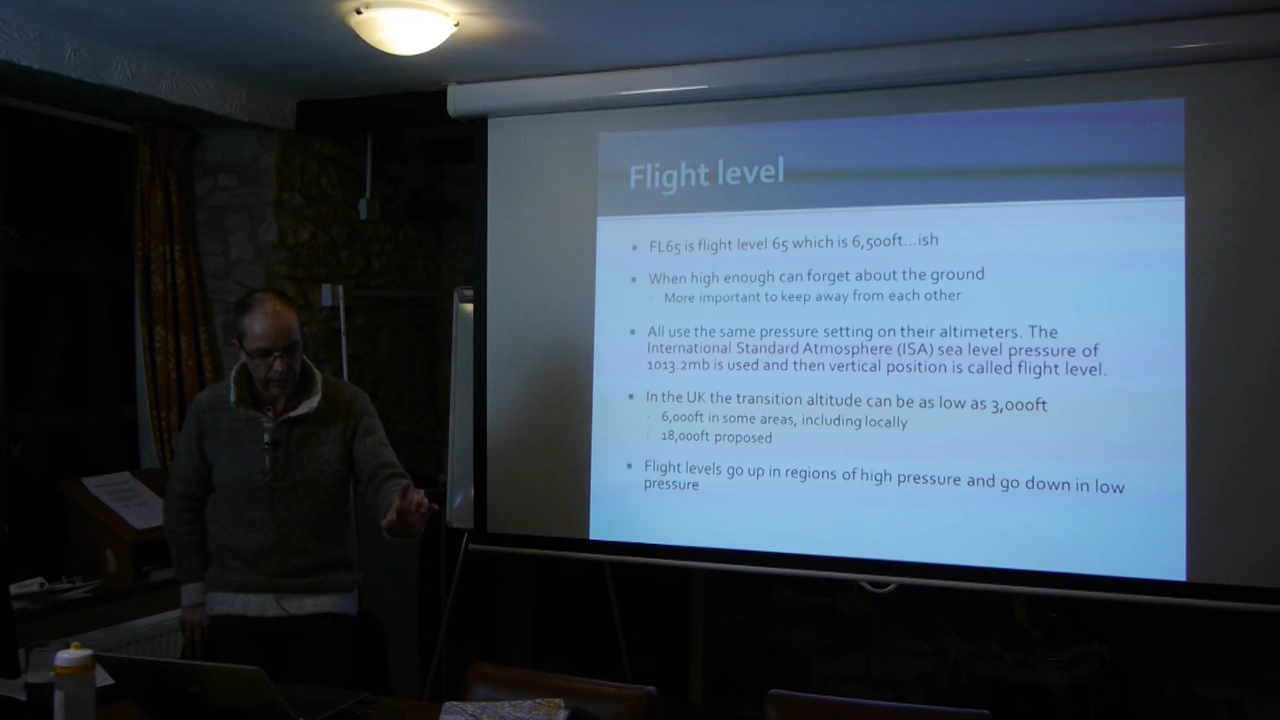 Flight level
FL65 is flight level 65 which is 6,500ft...ish
When high enough can forget about the ground
More important to keep away from each other
All use the same pressure setting on their altimeters. The
International Standard Atmosphere (ISA) sea level pressure of
1013.2mb is used and then vertical position is called flight level.
In the UK the transition altitude can be as low as 3,000ft
6,000ft in some areas, including locally
18,000ft proposed
Flight levels go up in regions of high pressure and go down in low
pressure